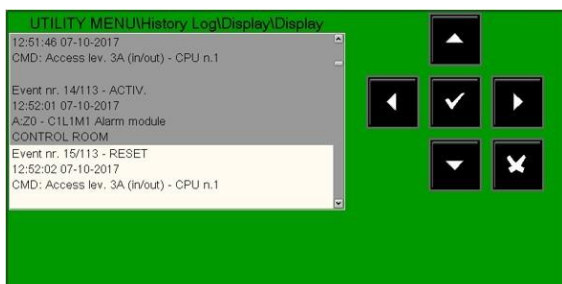 UTILITY MENU\History Log\Display\Display
12:51:46 07-10-2017
CMD: Access lev. 3A (in/out) - CPU n.1
Event nr. 14/113 - ACTIV.
12:52:01 07-10-2017
A:Z0 - C1L1M1 Alarm module
CONTROL ROOM
Event nr. 15/113 - RESET
12:52:02 07-10-2017
CMD: Access lev. 3A (in/out) - CPU n.1